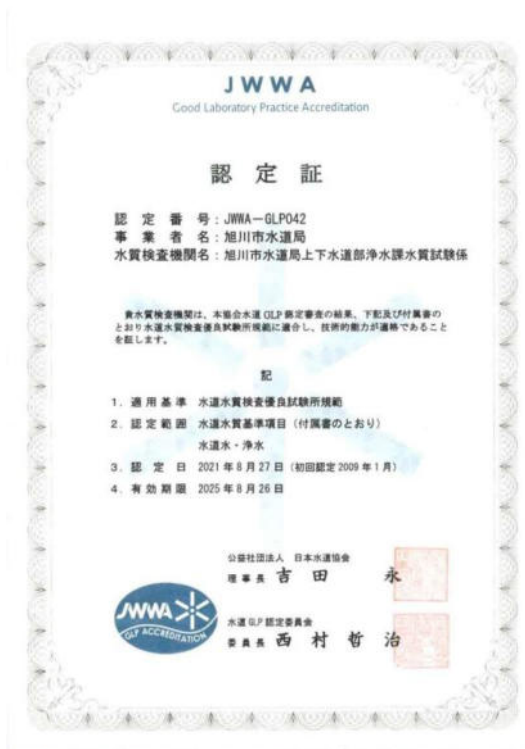 JWWA
Good Laboratory Practice Accreditation
認定証
認定番号：JWWA－GLP042
事業者名：旭川市水道局
水質検査機関名：旭川市水道局上下水道部浄水課水質試験係
貴水質検査機関は、本協会水道 GLP 認定審査の結果、下記及び付属書の
とおり水道水質検査優良試験所規範に適合し、技術的能力が適格であること
を証します。
記
1. 適用基準 水道水質検査優良試験所規範
2. 認定範囲 水道水質基準項目（付属書のとおり）
水道水・浄水
3. 認定日 2021年8月27日（初回認定2009年1月）
4. 有効期限 2025年8月26日
公益社団法人 日本水道協会
理事長 吉田 永
水道 GLP 認定委員会
委員長 西村哲治
JWWA
GLP ACCREDITATION